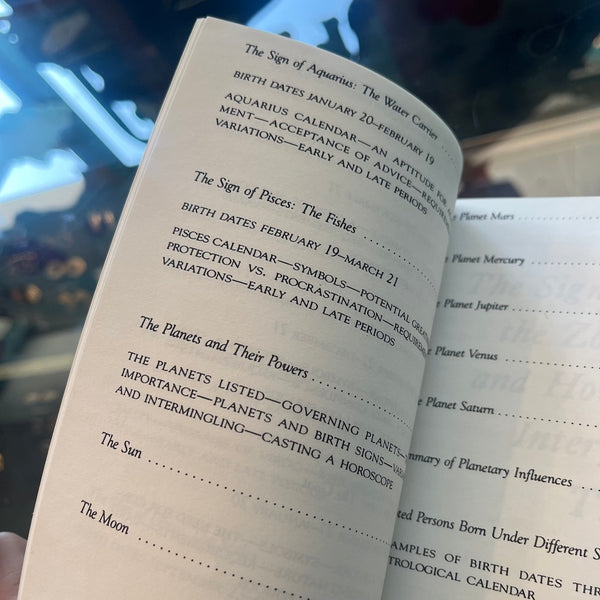 The Sign of Aquarius: The Water Carrier . . .
BIRTH DATES JANUARY 20–FEBRUARY 19
AQUARIUS CALENDAR—AN APTITUDE FOR
MENT—ACCEPTANCE OF ADVICE—
VARIATIONS—EARLY AND LATE PERIODS
The Sign of Pisces: The Fishes . . . . . . . . .
BIRTH DATES FEBRUARY 19–MARCH 21
PISCES CALENDAR—SYMBOLS—POTENTIAL
PROTECTION VS. PROCRASTINATION—
VARIATIONS—EARLY AND LATE PERIODS
The Planets and Their Powers . . . . . . . . . . .
THE PLANETS LISTED—GOVERNING PLANETS—
IMPORTANCE—PLANETS AND BIRTH SIGNS—
AND INTERMINGLING—CASTING A HOROSCOPE
The Sun . . . . . . . . . . . . . . . . . . . . . . . . . . . .
The Moon . . . . . . . . . . . . . . . . . . . . . . . . . .
Planet Mars . . . . . . . . . . . . .
Planet Mercury . . . . . . . . . . .
Planet Jupiter . . . . . . . . . . . . .
Planet Venus . . . . . . . . . . . . .
Planet Saturn . . . . . . . . . . . . .
of Planetary Influences . . . . .
Persons Born Under Different S
OF BIRTH DATES THR
CALENDAR